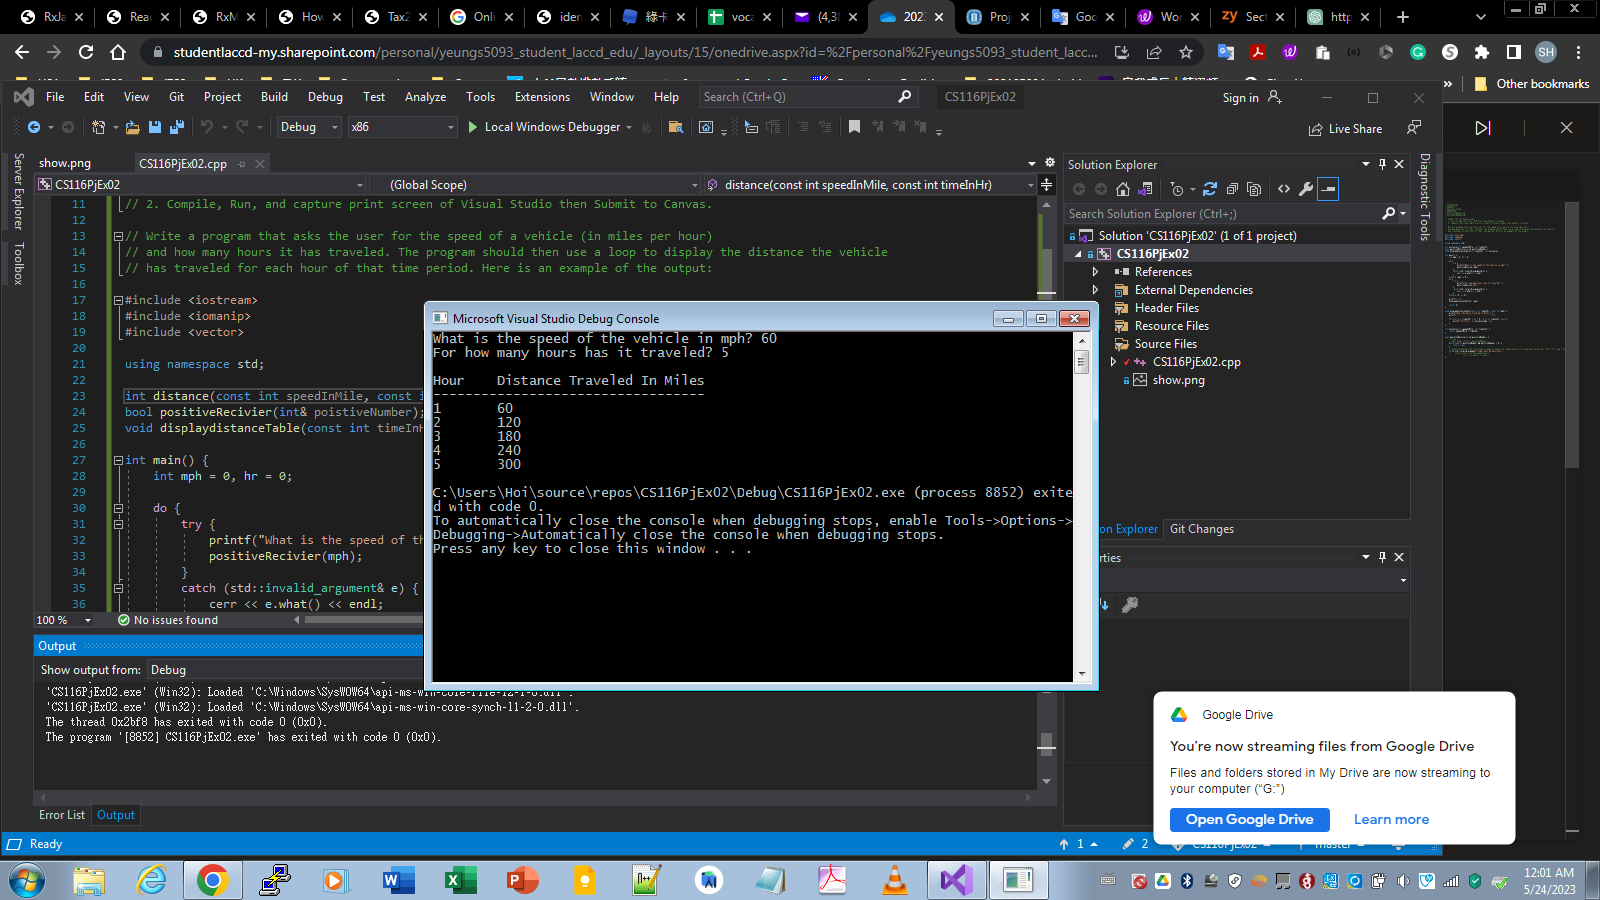 RxJa
Reac
RxM
How
Tax2
Onli
iden
綠卡
voca
(4,3
202
Proj
Goo
Wor
Sect
http
studentlaccd-my.sharepoint.com/personal/yeungs5093_student_laccd_edu/_layouts/15/onedrive.aspx?id=%2Fpersonal%2Fyeungs5093_student_lacc...
SH
Other bookmarks
File Edit View Git Project Build Debug Test Analyze Tools Extensions Window Help
Search (Ctrl+Q)
CS116PjEx02
Sign in
Debug
x86
Local Windows Debugger
Live Share
Server Explorer
Toolbox
show.png
CS116PjEx02.cpp
CS116PjEx02
(Global Scope)
distance(const int speedInMile, const int timeInHr)
11 // 2. Compile, Run, and capture print screen of Visual Studio then Submit to Canvas.
12
13 // Write a program that asks the user for the speed of a vehicle (in miles per hour)
14 // and how many hours it has traveled. The program should then use a loop to display the distance the vehicle
15 // has traveled for each hour of that time period. Here is an example of the output:
16
17 #include <iostream>
18 #include <iomanip>
19 #include <vector>
20
21 using namespace std;
22
23 int distance(const int speedInMile, const i
24 bool positiveRecivier(int& poistiveNumber);
25 void displaydistanceTable(const int timeInH
26
27 int main() {
28 int mph = 0, hr = 0;
29
30 do {
31 try {
32 printf("What is the speed of th
33 positiveRecivier(mph);
34 }
35 catch (std::invalid_argument& e) {
36 cerr << e.what() << endl;
100 %
No issues found
Microsoft Visual Studio Debug Console
What is the speed of the vehicle in mph? 60
For how many hours has it traveled? 5
Hour Distance Traveled In Miles
----------------------------------
1 60
2 120
3 180
4 240
5 300
C:\Users\Hoi\source\repos\CS116PjEx02\Debug\CS116PjEx02.exe (process 8852) exite
d with code 0.
To automatically close the console when debugging stops, enable Tools->Options->
Debugging->Automatically close the console when debugging stops.
Press any key to close this window . . .
Solution Explorer
Search Solution Explorer (Ctrl+;)
Solution 'CS116PjEx02' (1 of 1 project)
CS116PjEx02
References
External Dependencies
Header Files
Resource Files
Source Files
CS116PjEx02.cpp
show.png
Diagnostic Tools
on Explorer
Git Changes
erties
Output
Show output from:
Debug
'CS116PjEx02.exe' (Win32): Loaded 'C:\Windows\SysWOW64\api-ms-win-core-file-l2-1-0.dll'.
'CS116PjEx02.exe' (Win32): Loaded 'C:\Windows\SysWOW64\api-ms-win-core-synch-l1-2-0.dll'.
The thread 0x2bf8 has exited with code 0 (0x0).
The program '[8852] CS116PjEx02.exe' has exited with code 0 (0x0).
Error List
Output
Ready
1
2
CS116PjEx02
master
Google Drive
You're now streaming files from Google Drive
Files and folders stored in My Drive are now streaming to
your computer ("G:")
Open Google Drive
Learn more
12:01 AM
5/24/2023